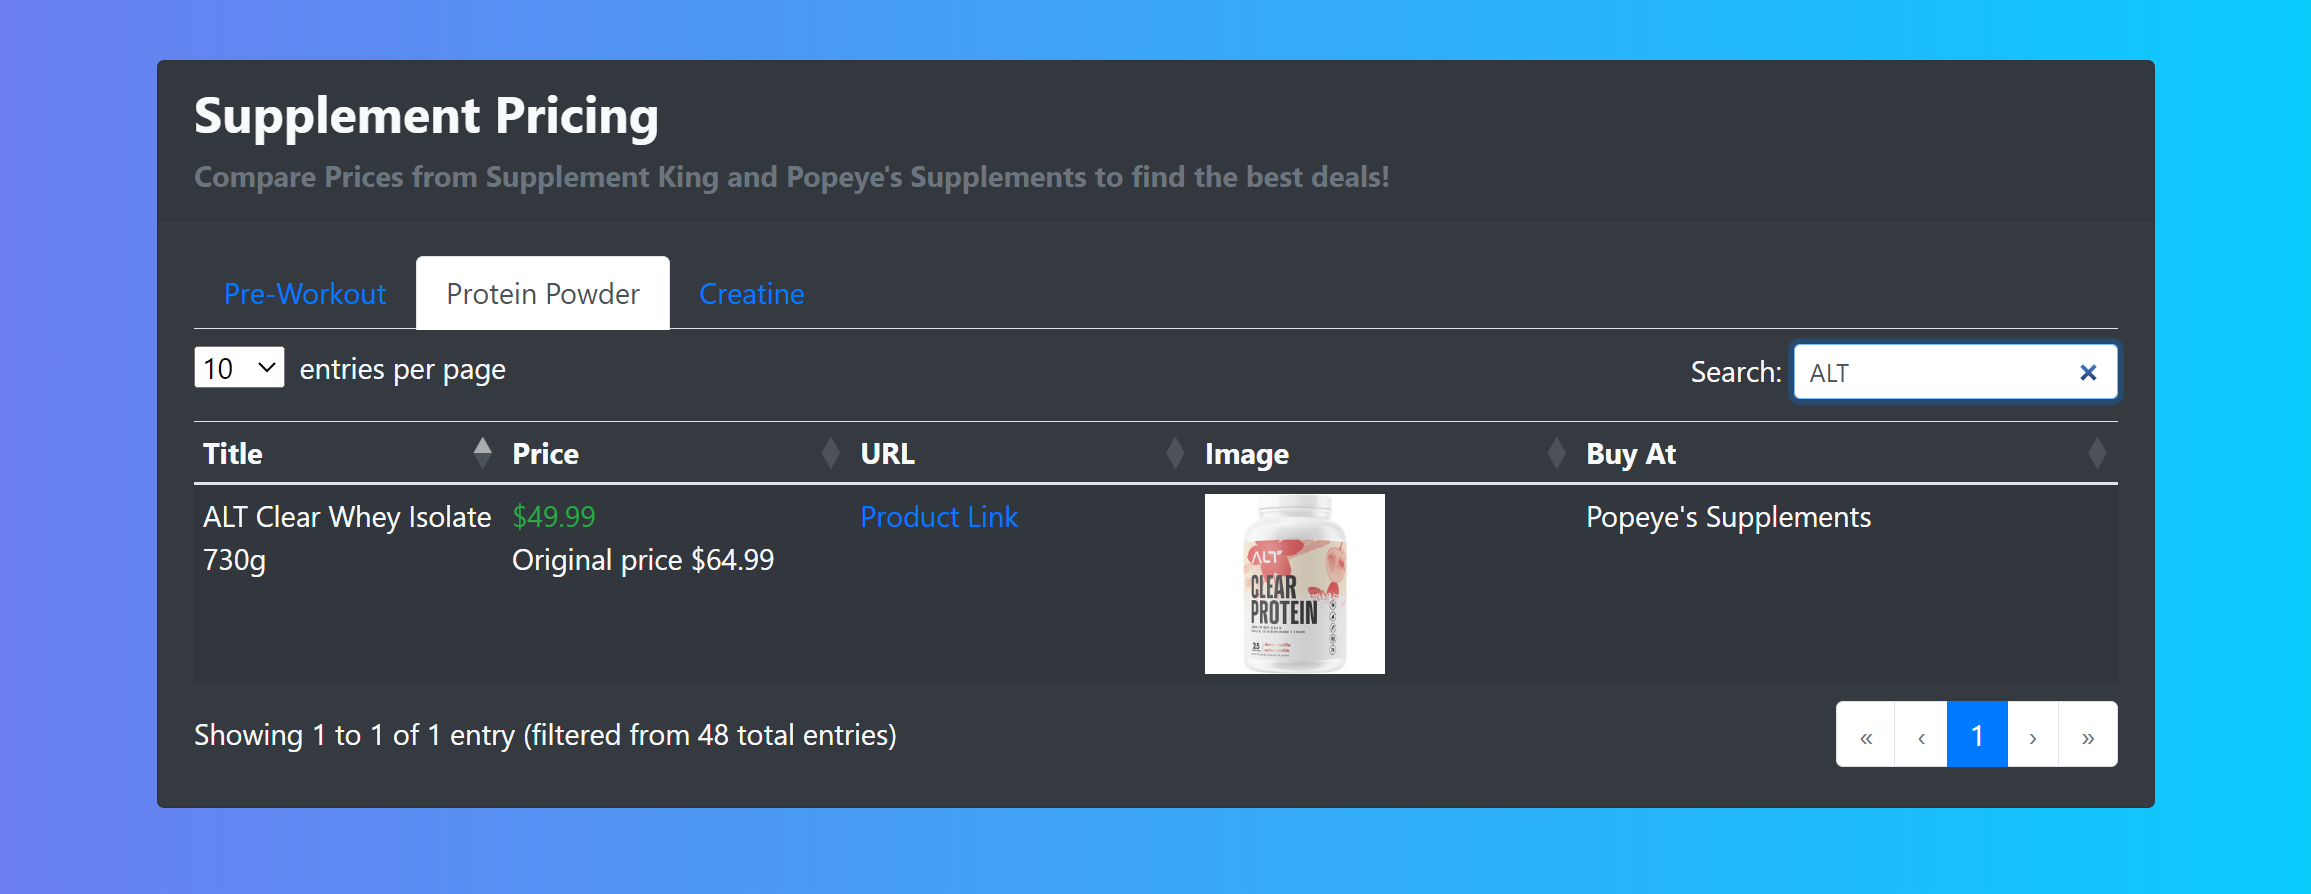 Supplement Pricing
Compare Prices from Supplement King and Popeye's Supplements to find the best deals!
Pre-Workout Protein Powder Creatine
10 entries per page Search: ALT ×
Title Price URL Image Buy At
ALT Clear Whey Isolate $49.99 Product Link Popeye's Supplements
730g Original price $64.99
ALT
CLEAR
PROTEIN
25
Showing 1 to 1 of 1 entry (filtered from 48 total entries) « ‹ 1 › »